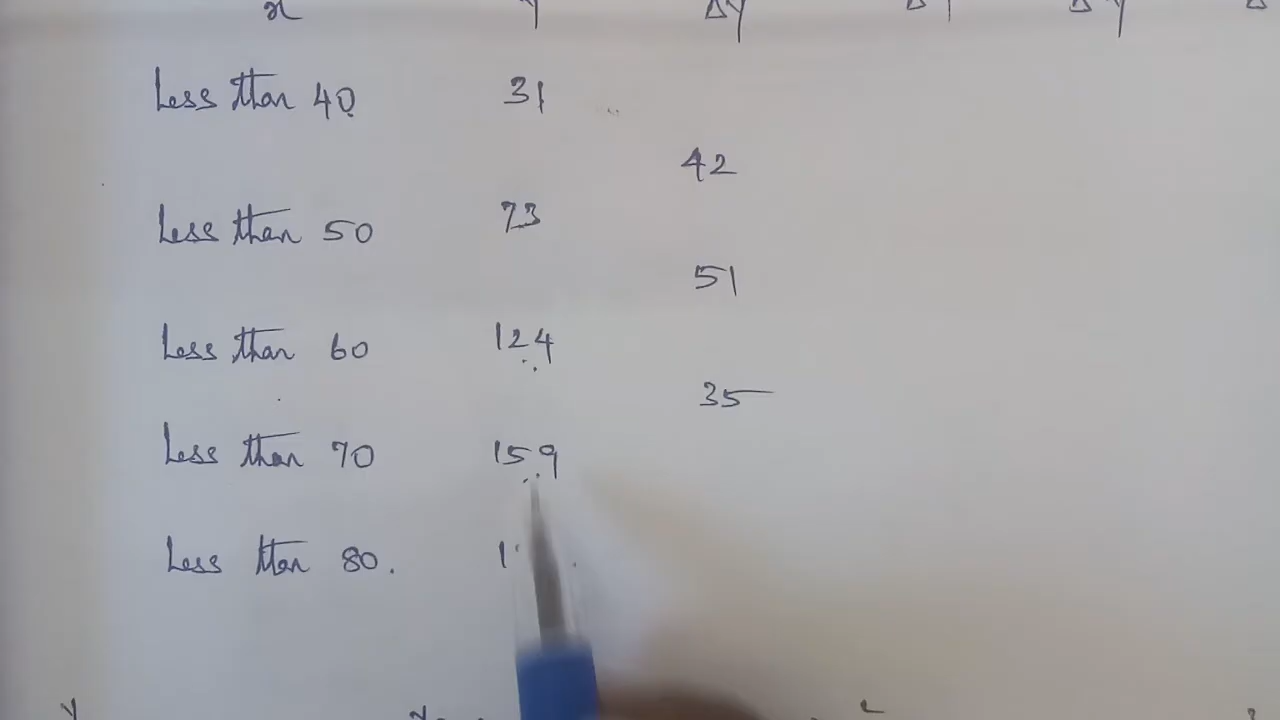 x y Δy
Less than 40 31
42
Less than 50 73
51
Less than 60 124
35
Less than 70 159
Less than 80.